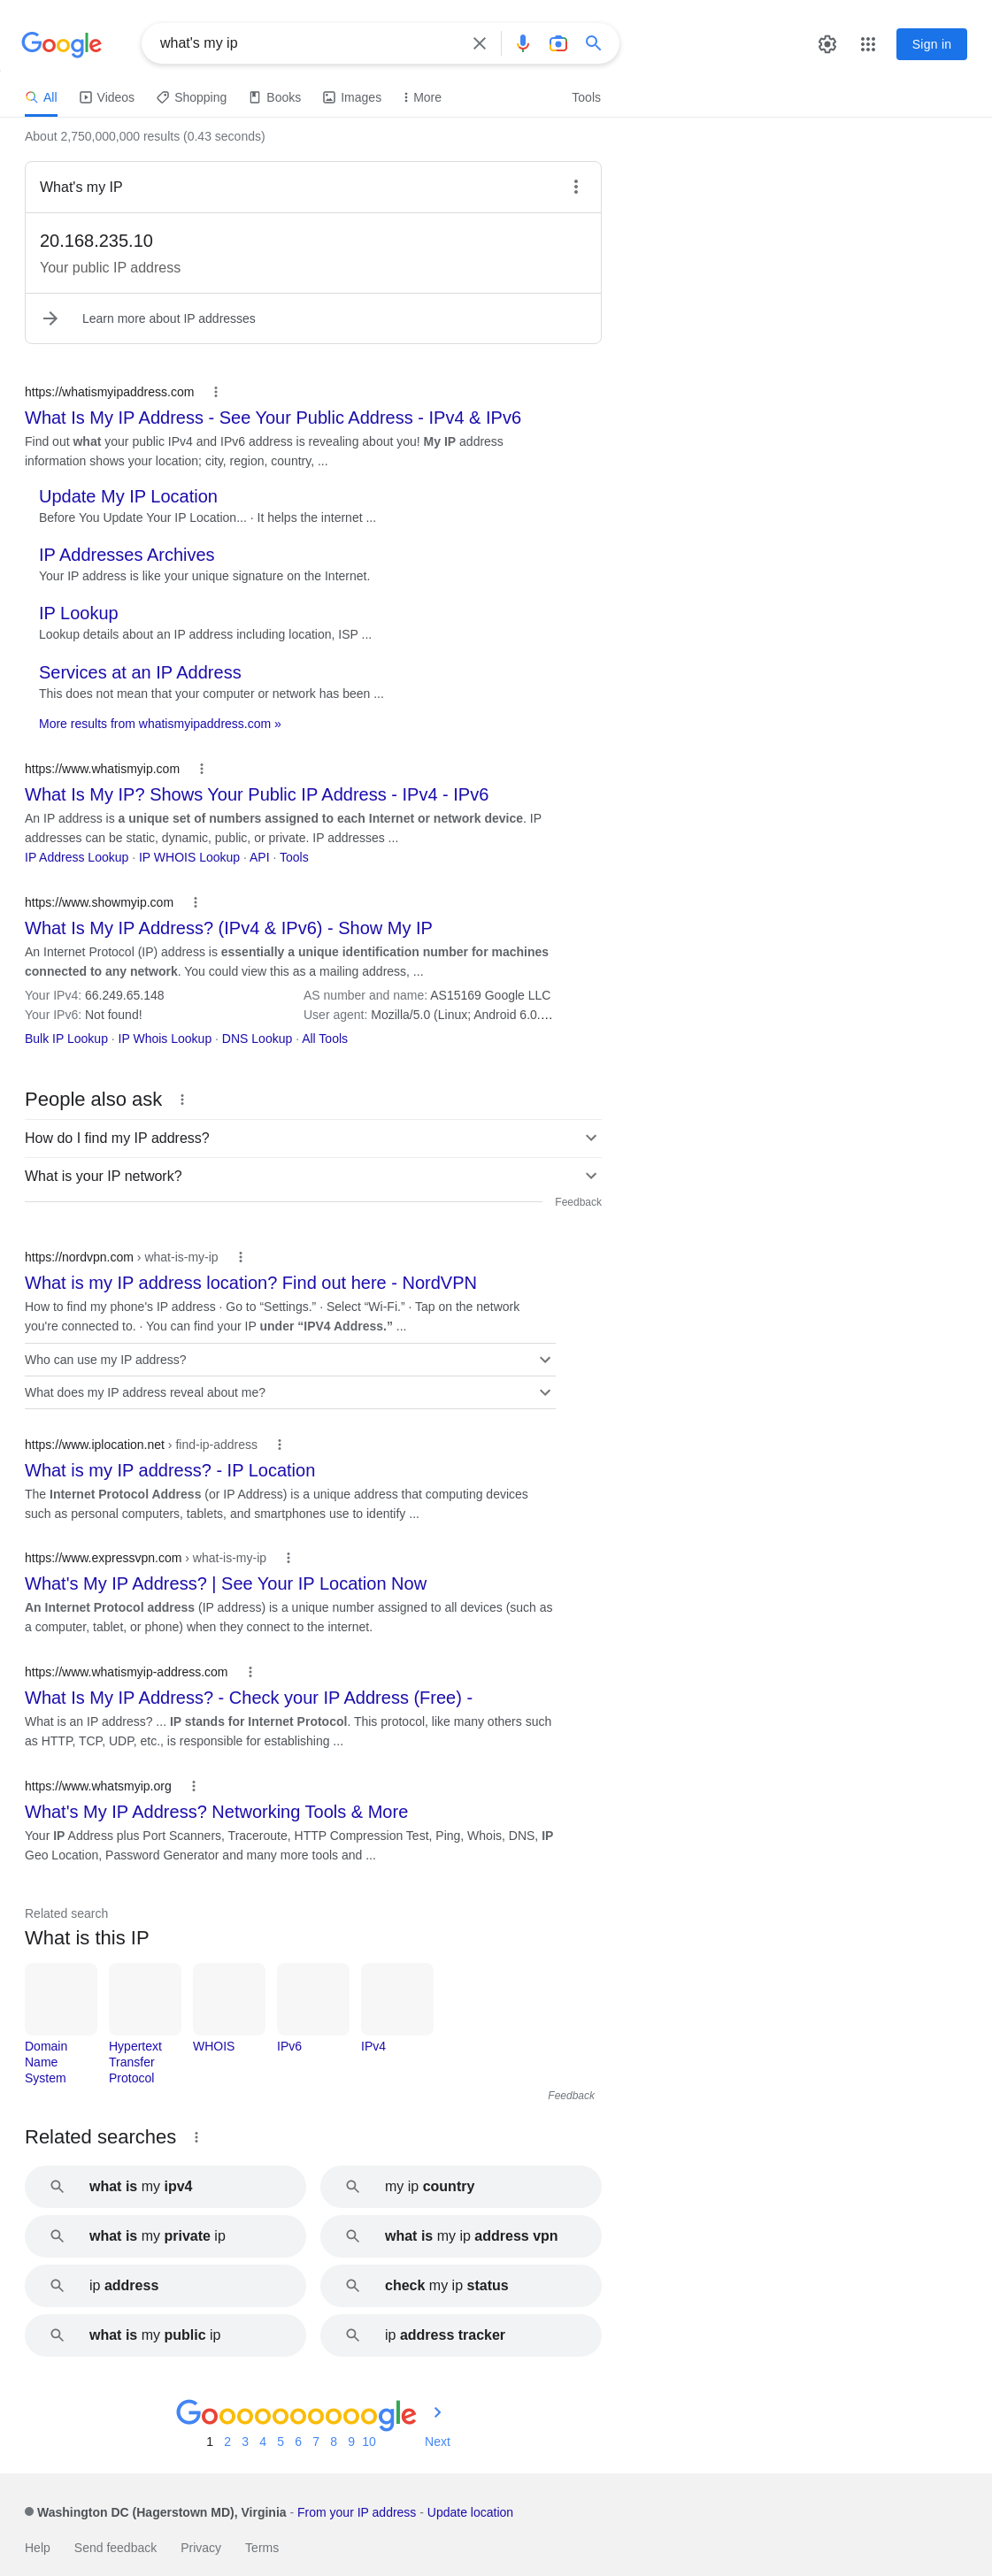 Google
what's my ip
Sign in
All Videos Shopping Books Images More Tools
About 2,750,000,000 results (0.43 seconds)
What's my IP
20.168.235.10
Your public IP address
Learn more about IP addresses
https://whatismyipaddress.com
What Is My IP Address - See Your Public Address - IPv4 & IPv6
Find out what your public IPv4 and IPv6 address is revealing about you! My IP address
information shows your location; city, region, country, ...
Update My IP Location
Before You Update Your IP Location... · It helps the internet ...
IP Addresses Archives
Your IP address is like your unique signature on the Internet.
IP Lookup
Lookup details about an IP address including location, ISP ...
Services at an IP Address
This does not mean that your computer or network has been ...
More results from whatismyipaddress.com »
https://www.whatismyip.com
What Is My IP? Shows Your Public IP Address - IPv4 - IPv6
An IP address is a unique set of numbers assigned to each Internet or network device. IP
addresses can be static, dynamic, public, or private. IP addresses ...
IP Address Lookup · IP WHOIS Lookup · API · Tools
https://www.showmyip.com
What Is My IP Address? (IPv4 & IPv6) - Show My IP
An Internet Protocol (IP) address is essentially a unique identification number for machines
connected to any network. You could view this as a mailing address, ...
Your IPv4: 66.249.65.148 AS number and name: AS15169 Google LLC
Your IPv6: Not found! User agent: Mozilla/5.0 (Linux; Android 6.0....
Bulk IP Lookup · IP Whois Lookup · DNS Lookup · All Tools
People also ask
How do I find my IP address?
What is your IP network?
Feedback
https://nordvpn.com › what-is-my-ip
What is my IP address location? Find out here - NordVPN
How to find my phone's IP address · Go to “Settings.” · Select “Wi-Fi.” · Tap on the network
you're connected to. · You can find your IP under “IPV4 Address.” ...
Who can use my IP address?
What does my IP address reveal about me?
https://www.iplocation.net › find-ip-address
What is my IP address? - IP Location
The Internet Protocol Address (or IP Address) is a unique address that computing devices
such as personal computers, tablets, and smartphones use to identify ...
https://www.expressvpn.com › what-is-my-ip
What's My IP Address? | See Your IP Location Now
An Internet Protocol address (IP address) is a unique number assigned to all devices (such as
a computer, tablet, or phone) when they connect to the internet.
https://www.whatismyip-address.com
What Is My IP Address? - Check your IP Address (Free) -
What is an IP address? ... IP stands for Internet Protocol. This protocol, like many others such
as HTTP, TCP, UDP, etc., is responsible for establishing ...
https://www.whatsmyip.org
What's My IP Address? Networking Tools & More
Your IP Address plus Port Scanners, Traceroute, HTTP Compression Test, Ping, Whois, DNS, IP
Geo Location, Password Generator and many more tools and ...
Related search
What is this IP
Domain Hypertext WHOIS IPv6 IPv4
Name Transfer
System Protocol
Feedback
Related searches
what is my ipv4 my ip country
what is my private ip what is my ip address vpn
ip address check my ip status
what is my public ip ip address tracker
Goooooooooogle
1 2 3 4 5 6 7 8 9 10 Next
Washington DC (Hagerstown MD), Virginia - From your IP address - Update location
Help Send feedback Privacy Terms